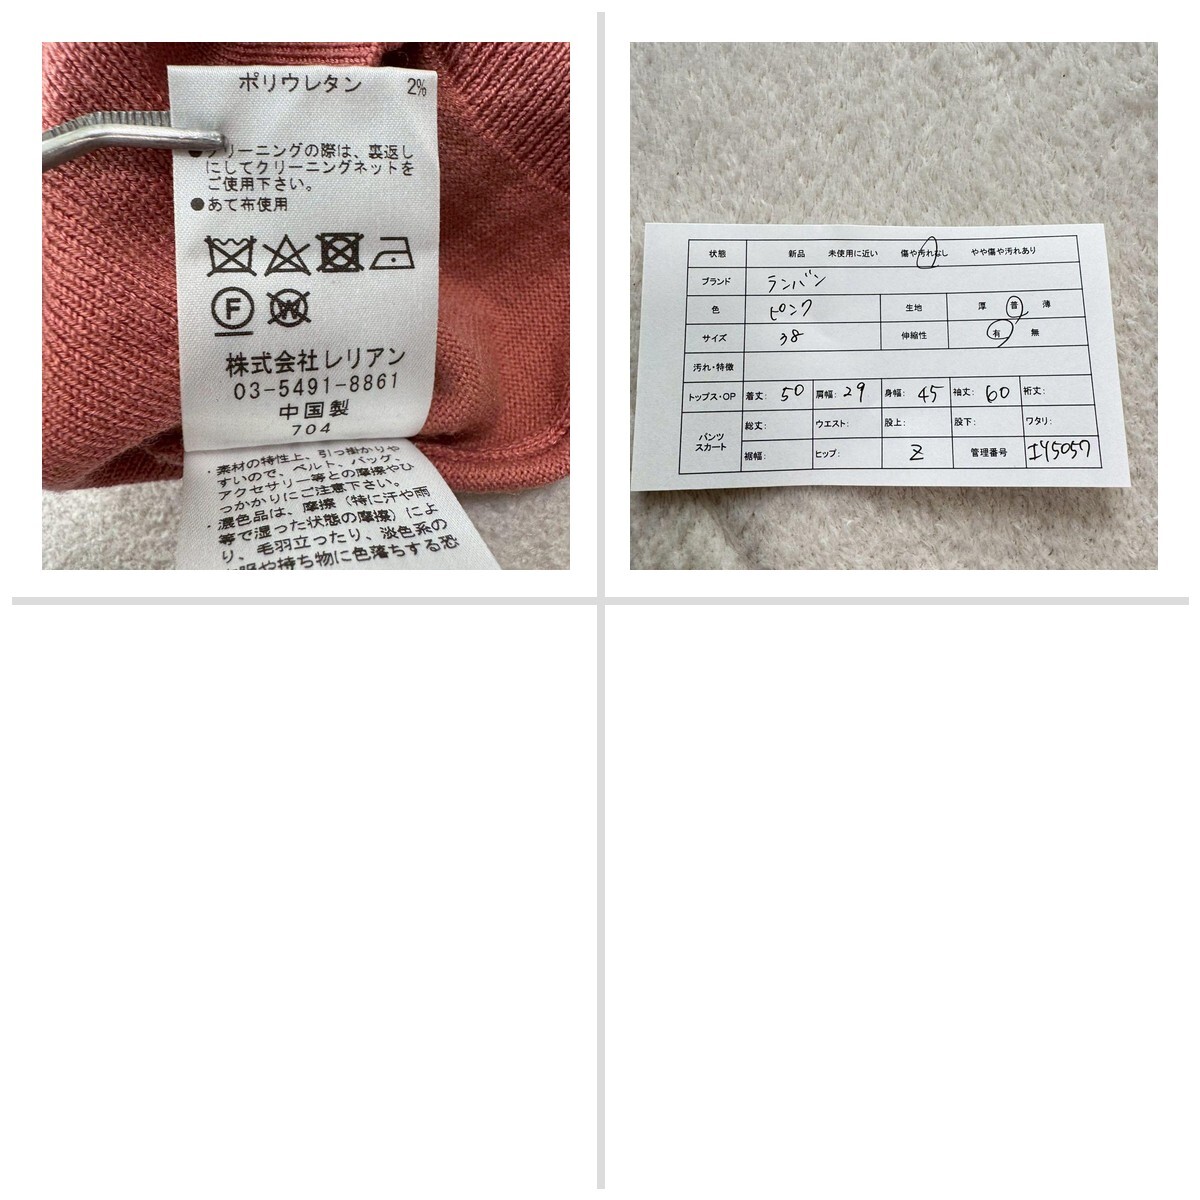 ポリウレタン 2%
●クリーニングの際は、裏返し
にしてクリーニングネットを
ご使用下さい。
●あて布使用
F W
株式会社レリアン
03-5491-8861
中国製
704
・素材の特性上、引っ掛かりや
すいので、ベルト、バッグ、
アクセサリー等との摩擦やひ
っかかりにご注意下さい。
・濃色品は、摩擦(特に汗や雨
等で湿った状態の摩擦)によ
り、毛羽立ったり、淡色系の
や持ち物に色落ちする恐
状態 新品 未使用に近い 傷や汚れなし やや傷や汚れあり
ブランド ランバン
色 ピンク 生地 厚 普 薄
サイズ 38 伸縮性 有 無
汚れ・特徴
トップス・OP 着丈: 50 肩幅: 29 身幅: 45 袖丈: 60 裄丈:
パンツ
スカート
総丈: ウエスト: 股上: 股下: ワタリ:
裾幅: ヒップ: Z 管理番号 IY5057